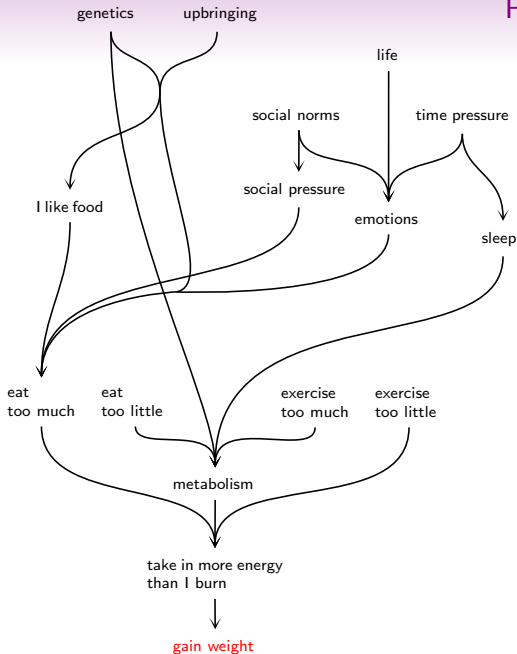 genetics
upbringing
life
social norms
time pressure
social pressure
I like food
emotions
sleep
eat
too much
eat
too little
exercise
too much
exercise
too little
metabolism
take in more energy
than I burn
gain weight